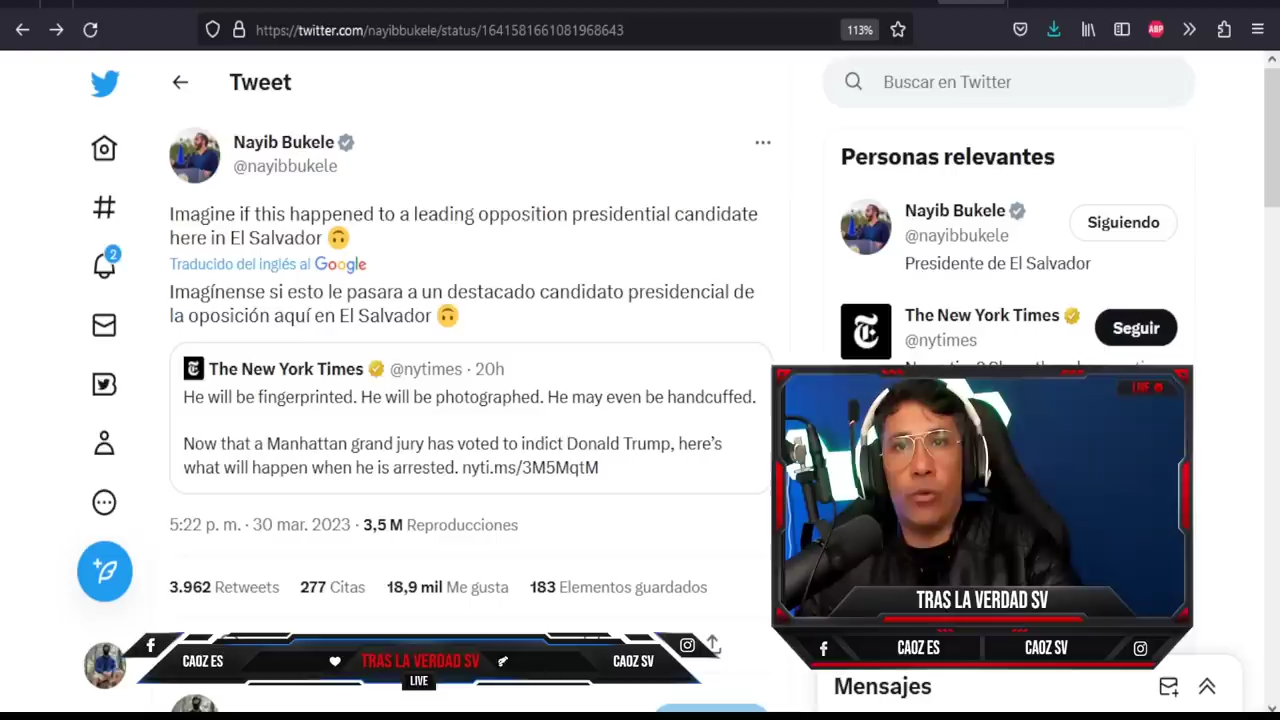 https://twitter.com/nayibbukele/status/1641581661081968643
113%
ABP
Tweet
Buscar en Twitter
Nayib Bukele
@nayibbukele
Imagine if this happened to a leading opposition presidential candidate
here in El Salvador 🙃
Traducido del inglés al Google
Imagínense si esto le pasara a un destacado candidato presidencial de
la oposición aquí en El Salvador 🙃
The New York Times @nytimes · 20h
He will be fingerprinted. He will be photographed. He may even be handcuffed.
Now that a Manhattan grand jury has voted to indict Donald Trump, here's
what will happen when he is arrested. nyti.ms/3M5MqtM
5:22 p. m. · 30 mar. 2023 · 3,5 M Reproducciones
3.962 Retweets 277 Citas 18,9 mil Me gusta 183 Elementos guardados
2
Personas relevantes
Nayib Bukele
@nayibbukele
Siguiendo
Presidente de El Salvador
The New York Times
@nytimes
Seguir
LIVE
TRAS LA VERDAD SV
CAOZ ES
CAOZ SV
CAOZ ES
TRAS LA VERDAD SV
CAOZ SV
LIVE
Mensajes